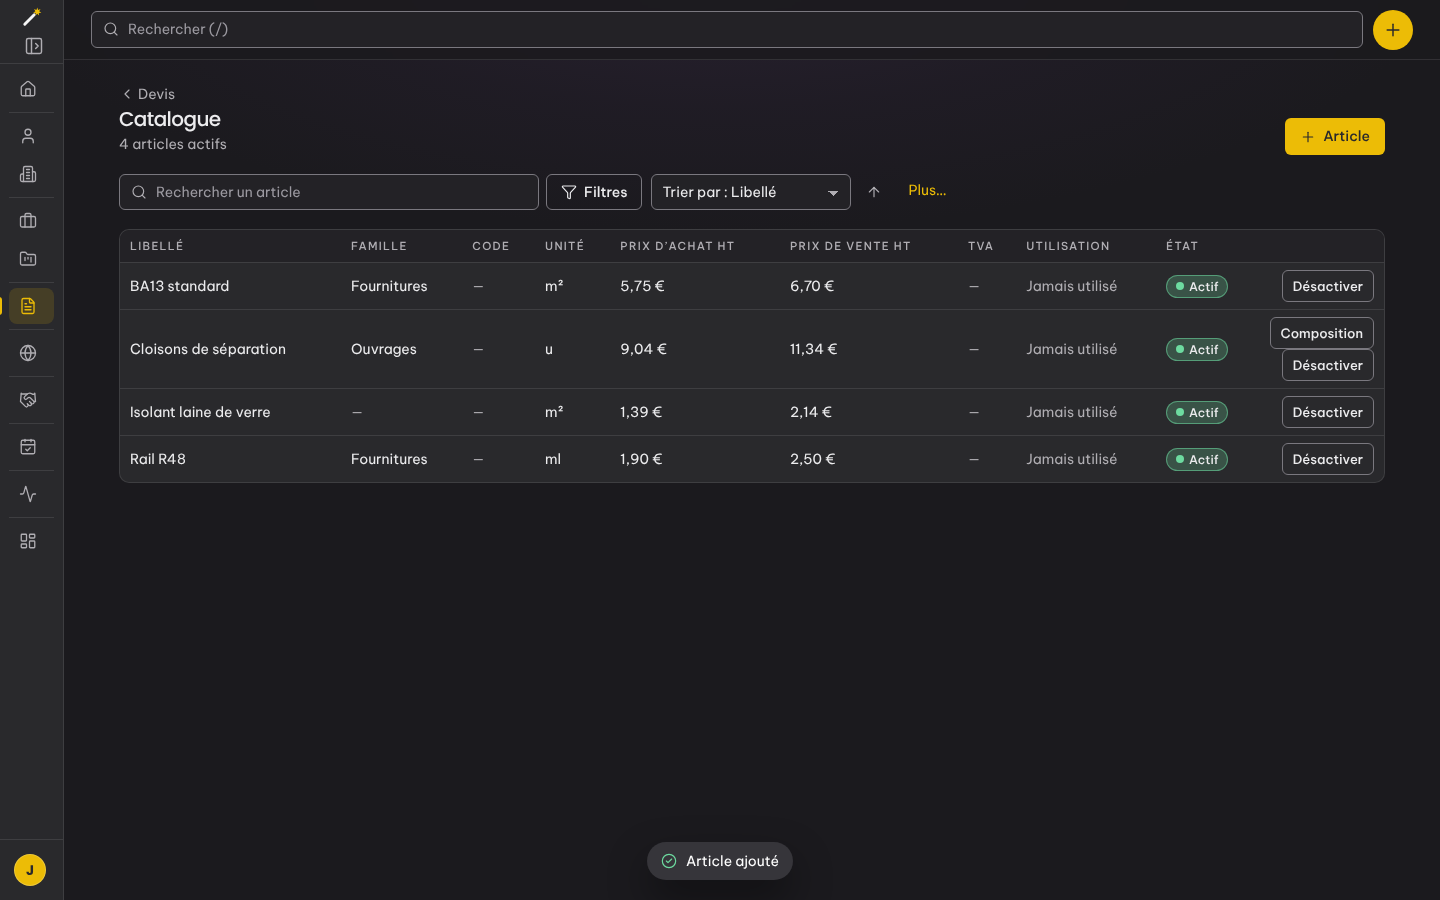 Rechercher (/)
Devis
Catalogue
4 articles actifs
Article
Rechercher un article
Filtres
Trier par : Libellé
Plus...
LIBELLÉ FAMILLE CODE UNITÉ PRIX D'ACHAT HT PRIX DE VENTE HT TVA UTILISATION ÉTAT
BA13 standard Fournitures — m² 5,75 € 6,70 € — Jamais utilisé Actif Désactiver
Cloisons de séparation Ouvrages — u 9,04 € 11,34 € — Jamais utilisé Actif Composition
Désactiver
Isolant laine de verre — — m² 1,39 € 2,14 € — Jamais utilisé Actif Désactiver
Rail R48 Fournitures — ml 1,90 € 2,50 € — Jamais utilisé Actif Désactiver
J
Article ajouté